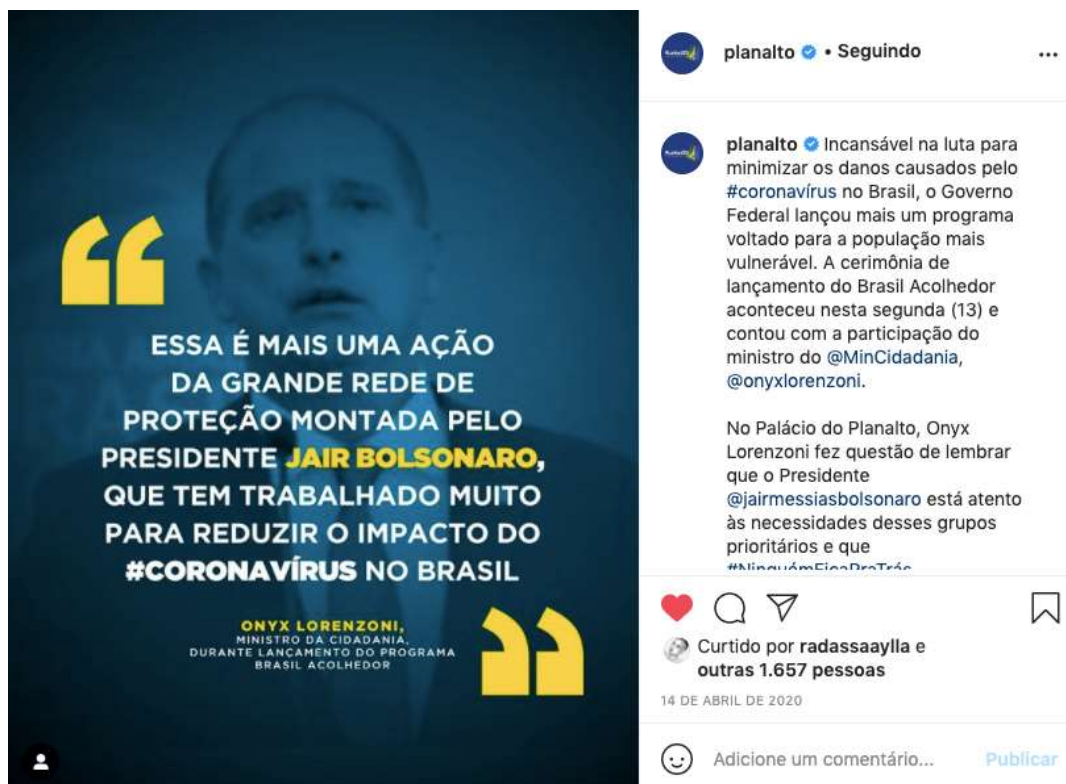 ESSA É MAIS UMA AÇÃO
DA GRANDE REDE DE
PROTEÇÃO MONTADA PELO
PRESIDENTE JAIR BOLSONARO,
QUE TEM TRABALHADO MUITO
PARA REDUZIR O IMPACTO DO
#CORONAVÍRUS NO BRASIL
ONYX LORENZONI,
MINISTRO DA CIDADANIA,
DURANTE LANÇAMENTO DO PROGRAMA
BRASIL ACOLHEDOR
planalto • Seguindo
planalto Incansável na luta para
minimizar os danos causados pelo
#coronavírus no Brasil, o Governo
Federal lançou mais um programa
voltado para a população mais
vulnerável. A cerimônia de
lançamento do Brasil Acolhedor
aconteceu nesta segunda (13) e
contou com a participação do
ministro do @MinCidadania,
@onyxlorenzoni.
No Palácio do Planalto, Onyx
Lorenzoni fez questão de lembrar
que o Presidente
@jairmessiasbolsonaro está atento
às necessidades desses grupos
prioritários e que
#NinguémFicaPraTrás
Curtido por radassaaylla e
outras 1.657 pessoas
14 DE ABRIL DE 2020
Adicione um comentário... Publicar